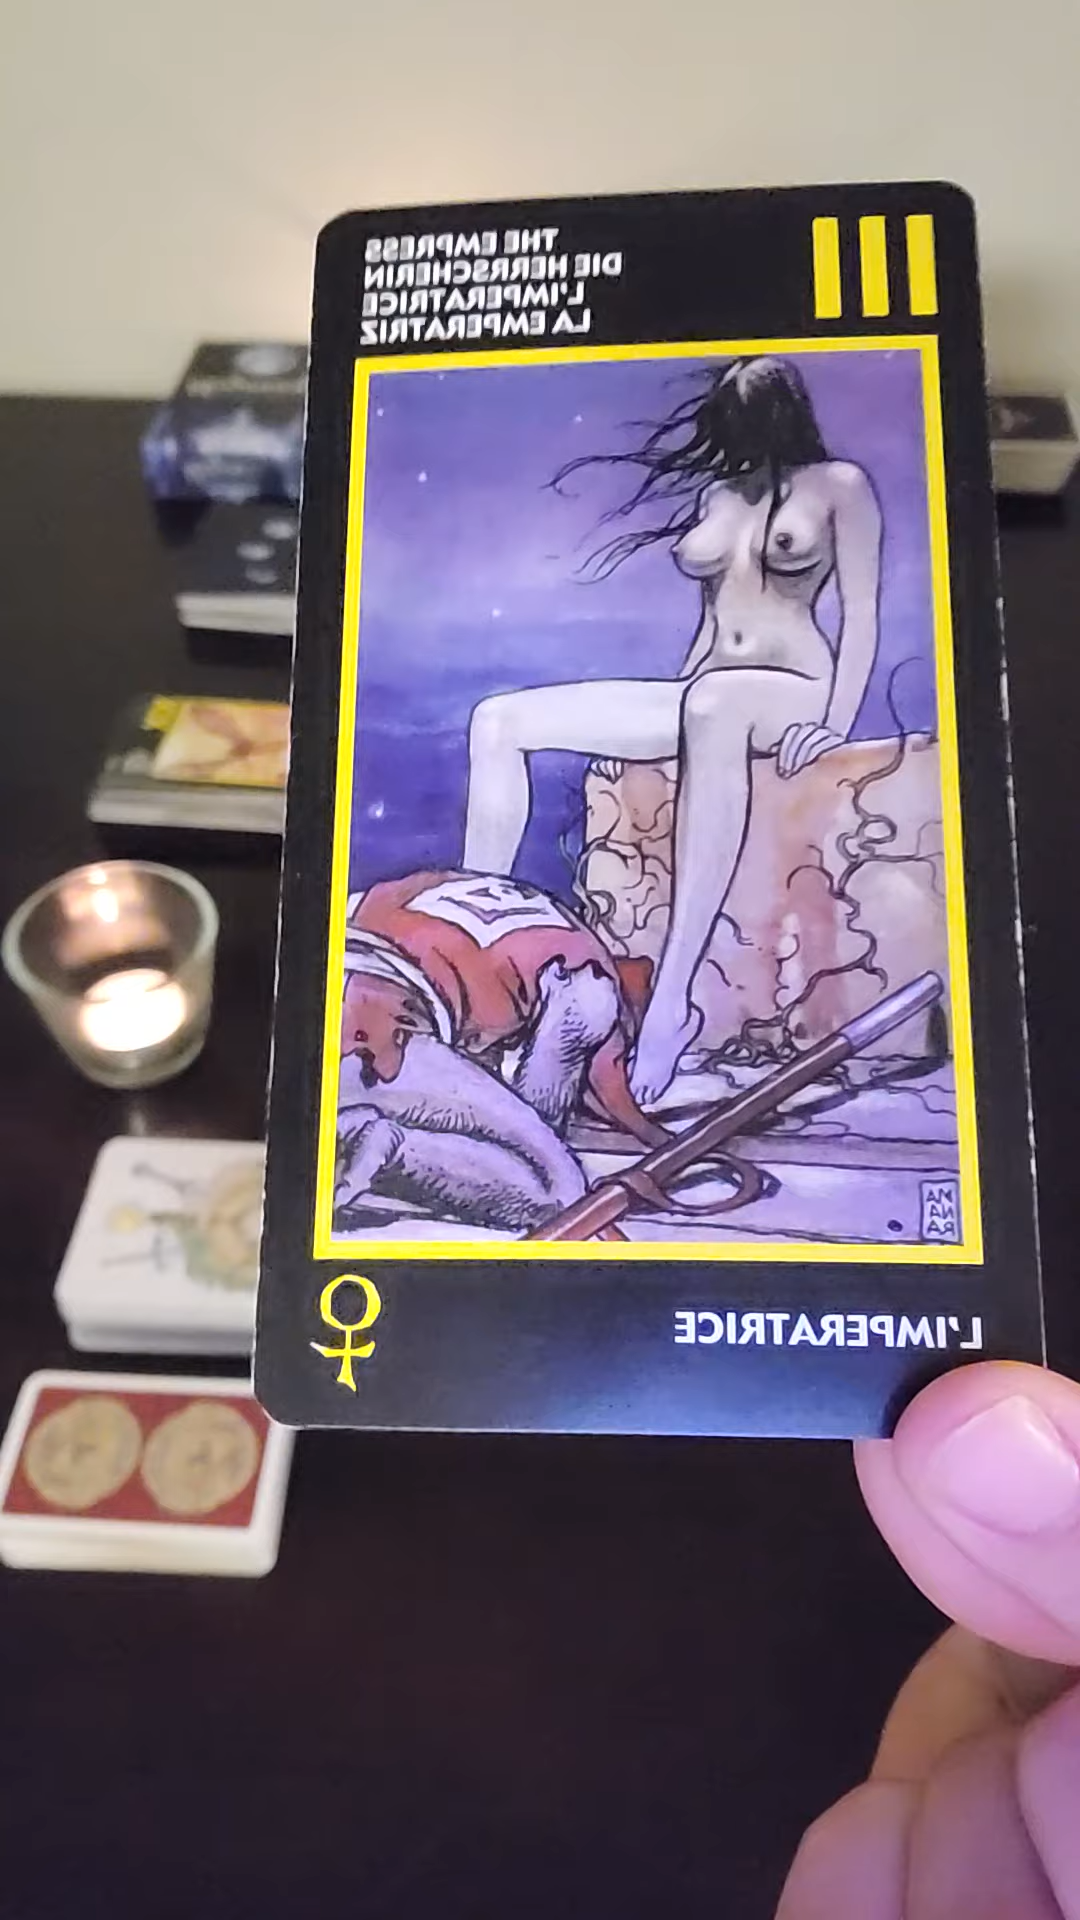 THE EMPRESS
DIE HERRSCHERIN
L'IMPERATRICE
LA EMPERATRIZ
III
MA
NA
RA
L'IMPERATRICE